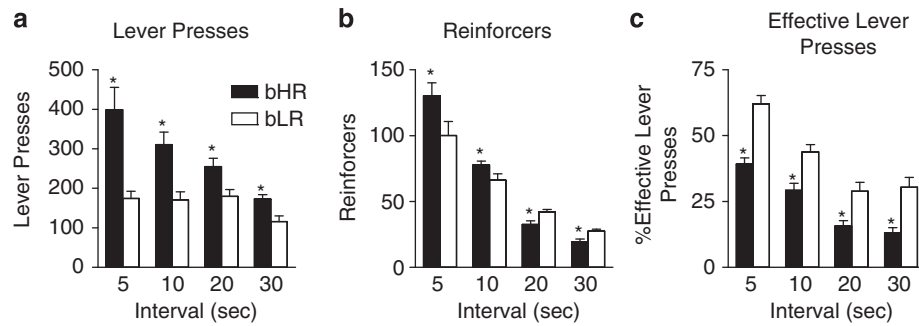 a
Lever Presses
Lever Presses
500
400
300
200
100
0
* * * *
bHR
bLR
5 10 20 30
Interval (sec)
b
Reinforcers
Reinforcers
150
100
50
0
* * * *
5 10 20 30
Interval (sec)
c
Effective Lever
Presses
%Effective Lever
Presses
75
50
25
0
* * * *
5 10 20 30
Interval (sec)